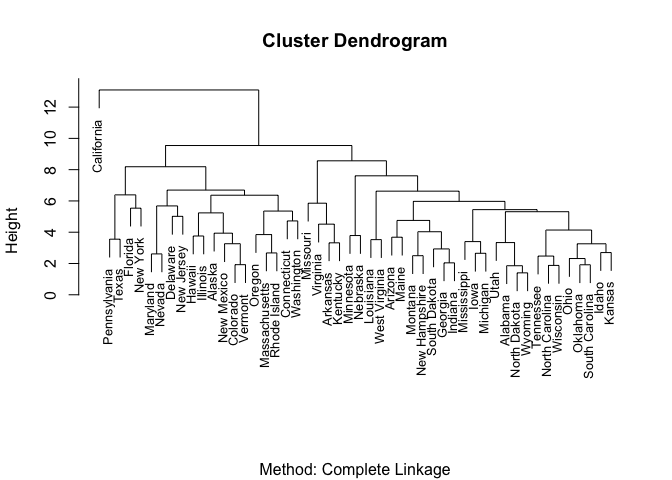 Cluster Dendrogram
Height
0
2
4
6
8
10
12
California
Pennsylvania
Texas
Florida
New York
Maryland
Nevada
Delaware
New Jersey
Hawaii
Illinois
Alaska
New Mexico
Colorado
Vermont
Oregon
Massachusetts
Rhode Island
Connecticut
Washington
Missouri
Virginia
Arkansas
Kentucky
Minnesota
Nebraska
Louisiana
West Virginia
Arizona
Maine
Montana
New Hampshire
South Dakota
Georgia
Indiana
Mississippi
Iowa
Michigan
Utah
Alabama
North Dakota
Wyoming
Tennessee
North Carolina
Wisconsin
Ohio
Oklahoma
South Carolina
Idaho
Kansas
Method: Complete Linkage